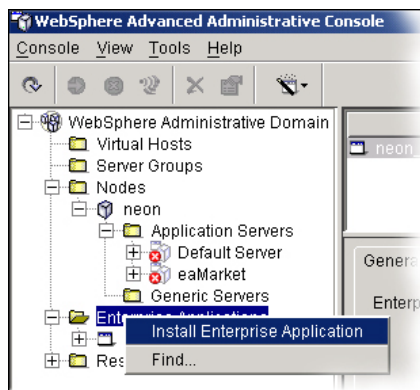 WebSphere Advanced Administrative Console
Console View Tools Help
WebSphere Administrative Domain
Virtual Hosts
Server Groups
Nodes
neon
Application Servers
Default Server
eaMarket
Generic Servers
Enterprise Applications
Install Enterprise Application
Find...
Res
neon
Genera
Enterp